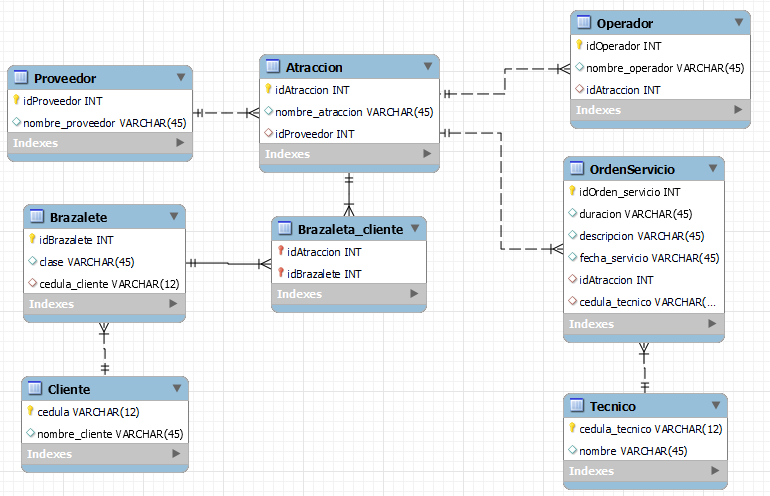 Proveedor
idProveedor INT
nombre_proveedor VARCHAR(45)
Indexes
Atraccion
idAtraccion INT
nombre_atraccion VARCHAR(45)
idProveedor INT
Indexes
Operador
idOperador INT
nombre_operador VARCHAR(45)
idAtraccion INT
Indexes
OrdenServicio
idOrden_servicio INT
duracion VARCHAR(45)
descripcion VARCHAR(45)
fecha_servicio VARCHAR(45)
idAtraccion INT
cedula_tecnico VARCHAR(...
Indexes
Brazalete
idBrazalete INT
clase VARCHAR(45)
cedula_cliente VARCHAR(12)
Indexes
Brazaleta_cliente
idAtraccion INT
idBrazalete INT
Indexes
Cliente
cedula VARCHAR(12)
nombre_cliente VARCHAR(45)
Indexes
Tecnico
cedula_tecnico VARCHAR(12)
nombre VARCHAR(45)
Indexes